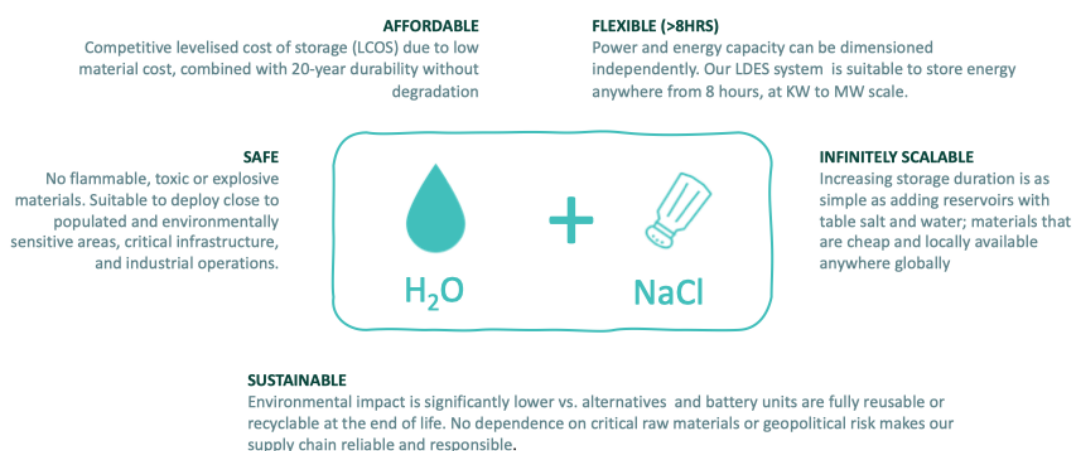 AFFORDABLE
Competitive levelised cost of storage (LCOS) due to low
material cost, combined with 20-year durability without
degradation
FLEXIBLE (>8HRS)
Power and energy capacity can be dimensioned
independently. Our LDES system is suitable to store energy
anywhere from 8 hours, at KW to MW scale.
SAFE
No flammable, toxic or explosive
materials. Suitable to deploy close to
populated and environmentally
sensitive areas, critical infrastructure,
and industrial operations.
H₂O
+
NaCl
INFINITELY SCALABLE
Increasing storage duration is as
simple as adding reservoirs with
table salt and water; materials that
are cheap and locally available
anywhere globally
SUSTAINABLE
Environmental impact is significantly lower vs. alternatives and battery units are fully reusable or
recyclable at the end of life. No dependence on critical raw materials or geopolitical risk makes our
supply chain reliable and responsible.